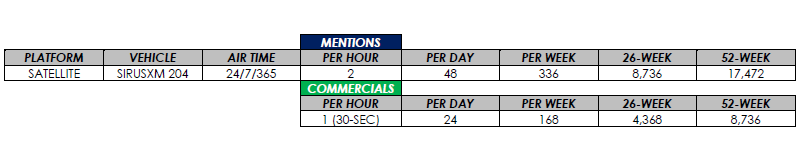 MENTIONS
PLATFORM VEHICLE AIR TIME PER HOUR PER DAY PER WEEK 26-WEEK 52-WEEK
SATELLITE SIRUSXM 204 24/7/365 2 48 336 8,736 17,472
COMMERCIALS
PER HOUR PER DAY PER WEEK 26-WEEK 52-WEEK
1 (30-SEC) 24 168 4,368 8,736